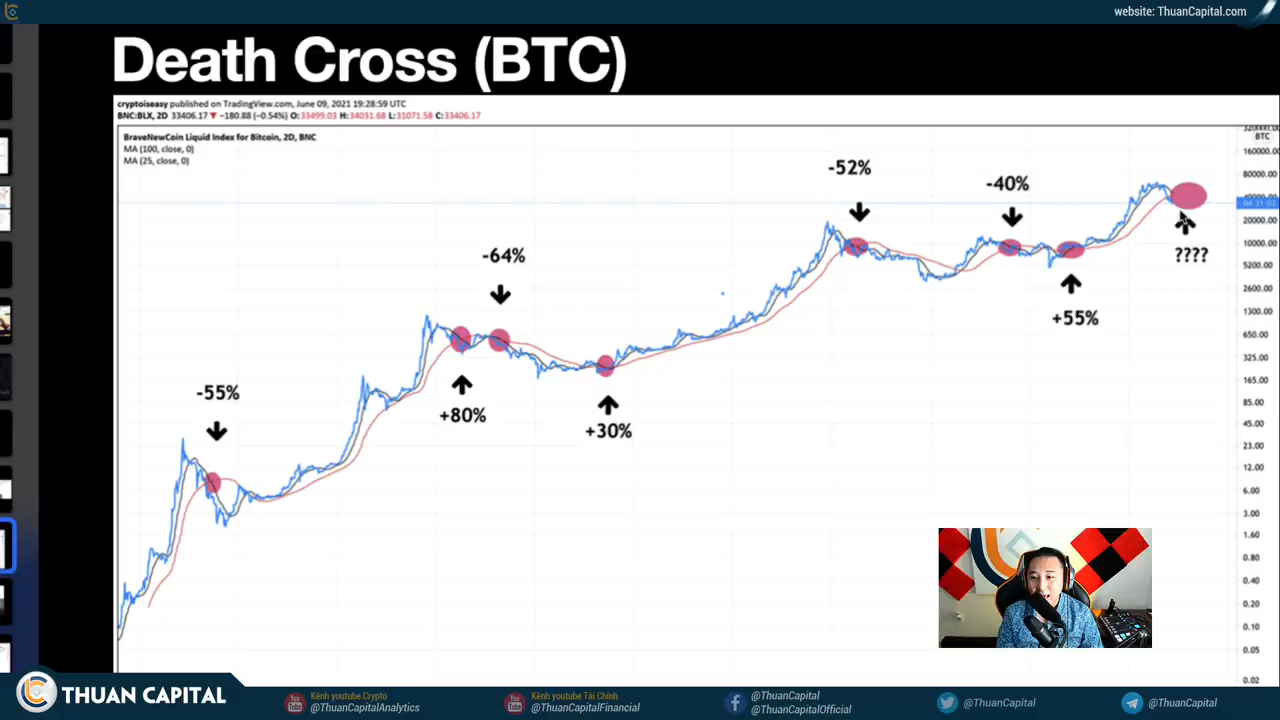 website: ThuanCapital.com
Death Cross (BTC)
cryptoiseasy published on TradingView.com, June 09, 2021 19:28:59 UTC
BNC:BLX, 2D 33406.17 ▼ −180.88 (−0.54%) O:33499.03 H:34031.68 L:31071.58 C:33406.17
BraveNewCoin Liquid Index for Bitcoin, 2D, BNC
MA (100, close, 0)
MA (25, close, 0)
BTC
160000.00
80000.00
20000.00
10000.00
5200.00
2600.00
1300.00
650.00
325.00
165.00
85.00
45.00
23.00
12.00
6.00
3.00
1.60
0.80
0.40
0.20
0.10
0.05
0.02
-55%
+80%
-64%
+30%
-52%
-40%
+55%
????
THUAN CAPITAL
Kênh youtube Crypto
@ThuanCapitalAnalytics
Kênh youtube Tài Chính
@ThuanCapitalFinancial
@ThuanCapital
@ThuanCapitalOfficial
@ThuanCapital
@ThuanCapital